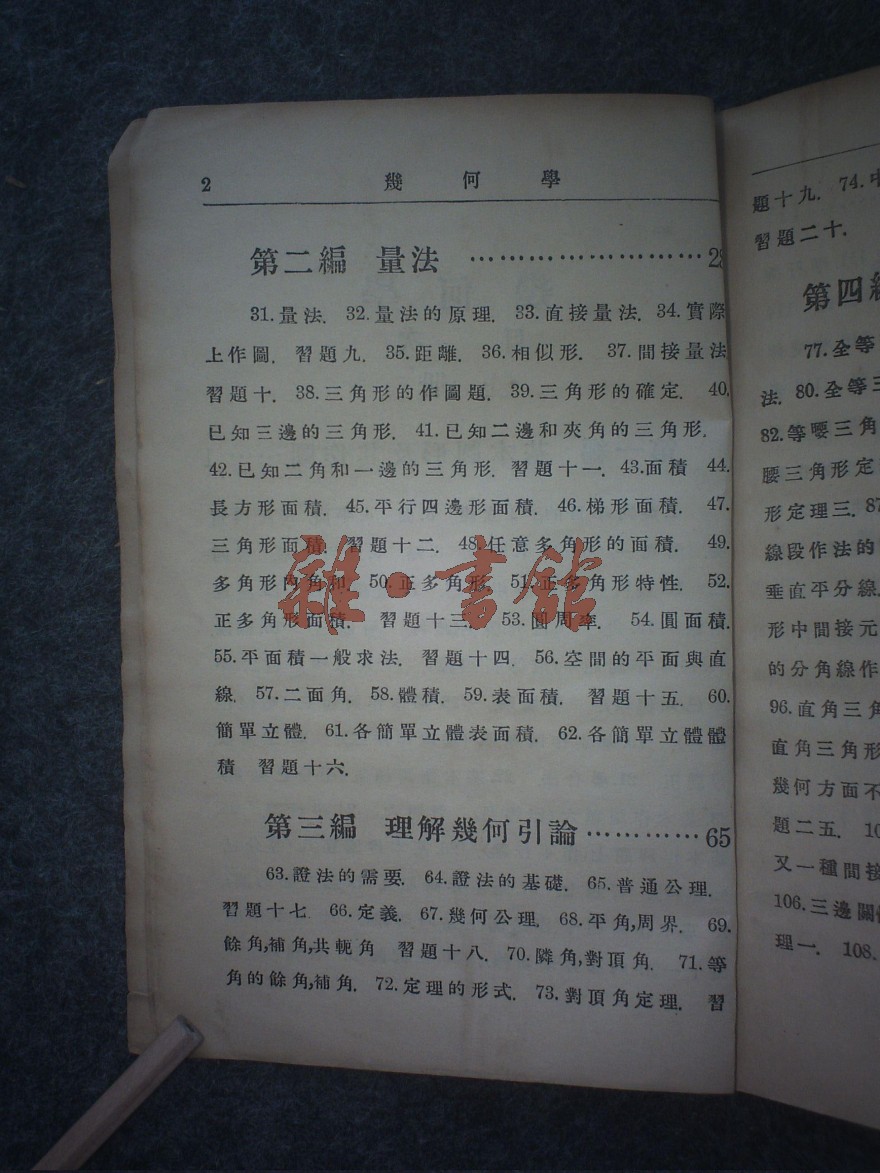 2 幾何學
第二編 量法 ……………………… 28
31.量法. 32.量法的原理. 33.直接量法. 34.實際
上作圖. 習題九. 35.距離. 36.相似形. 37.間接量法
習題十. 38.三角形的作圖題. 39.三角形的確定. 40.
已知三邊的三角形. 41.已知二邊和夾角的三角形.
42.已知二角和一邊的三角形. 習題十一. 43.面積 44.
長方形面積. 45.平行四邊形面積. 46.梯形面積. 47.
三角形面積. 習題十二. 48.任意多角形的面積. 49.
多角形內角和. 50.正多角形. 51.正多角形特性. 52.
正多角形面積. 習題十三. 53.圓周率. 54.圓面積.
55.平面積一般求法. 習題十四. 56.空間的平面與直
線. 57.二面角. 58.體積. 59.表面積. 習題十五. 60.
簡單立體. 61.各簡單立體表面積. 62.各簡單立體體
積 習題十六.
第三編 理解幾何引論 ………… 65
63.證法的需要. 64.證法的基礎. 65.普通公理.
習題十七 66.定義. 67.幾何公理. 68.平角,周界. 69.
餘角,補角,共軛角 習題十八. 70.隣角,對頂角. 71.等
角的餘角,補角. 72.定理的形式. 73.對頂角定理. 習
題十九. 74.中
習題二十.
第四編
77.全等
法. 80.全等三
82.等腰三角
腰三角形定
形定理三. 87
線段作法的
垂直平分線.
形中間接元
的分角線作
96.直角三角
直角三角形
幾何方面不
題二五. 10
又一種間接
106.三邊關係
理一. 108.
雜·書館